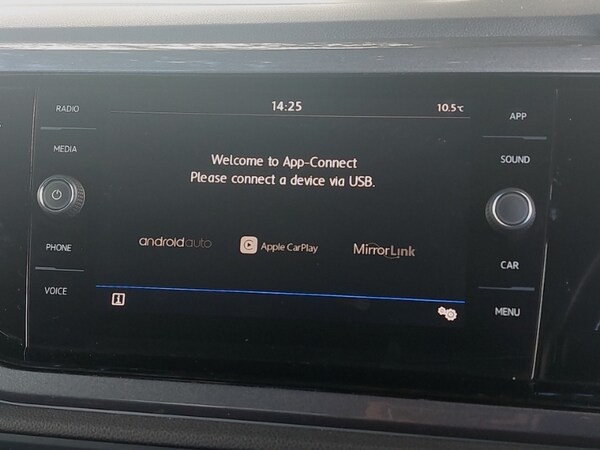 RADIO
14:25
10.5°C
APP
MEDIA
SOUND
Welcome to App-Connect
Please connect a device via USB.
PHONE
androidauto
Apple CarPlay
MirrorLink
CAR
VOICE
MENU